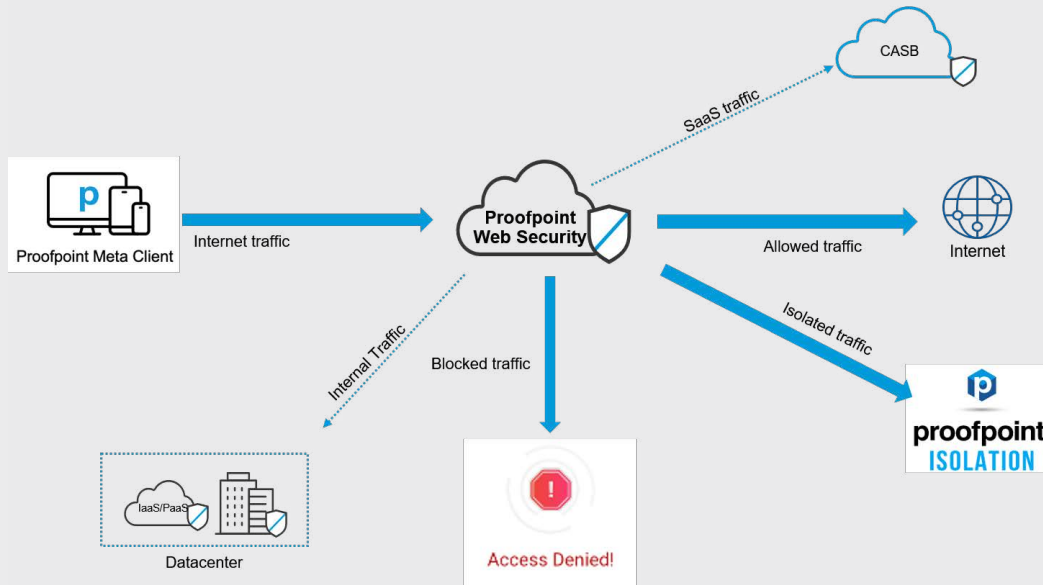 CASB
SaaS traffic
p
Proofpoint Meta Client
Internet traffic
Proofpoint
Web Security
Allowed traffic
Internet
Internal Traffic
Blocked traffic
Isolated traffic
p
proofpoint
ISOLATION
IaaS/PaaS
Datacenter
!
Access Denied!